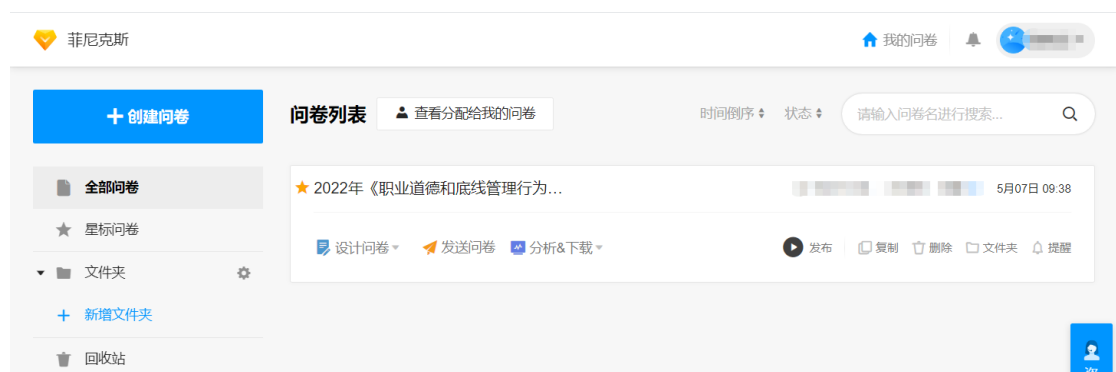 菲尼克斯
我的问卷
创建问卷
问卷列表 查看分配给我的问卷 时间倒序 状态 请输入问卷名进行搜索...
全部问卷
2022年《职业道德和底线管理行为... 5月07日 09:38
星标问卷
设计问卷 发送问卷 分析&下载 发布 复制 删除 文件夹 提醒
文件夹
新增文件夹
回收站